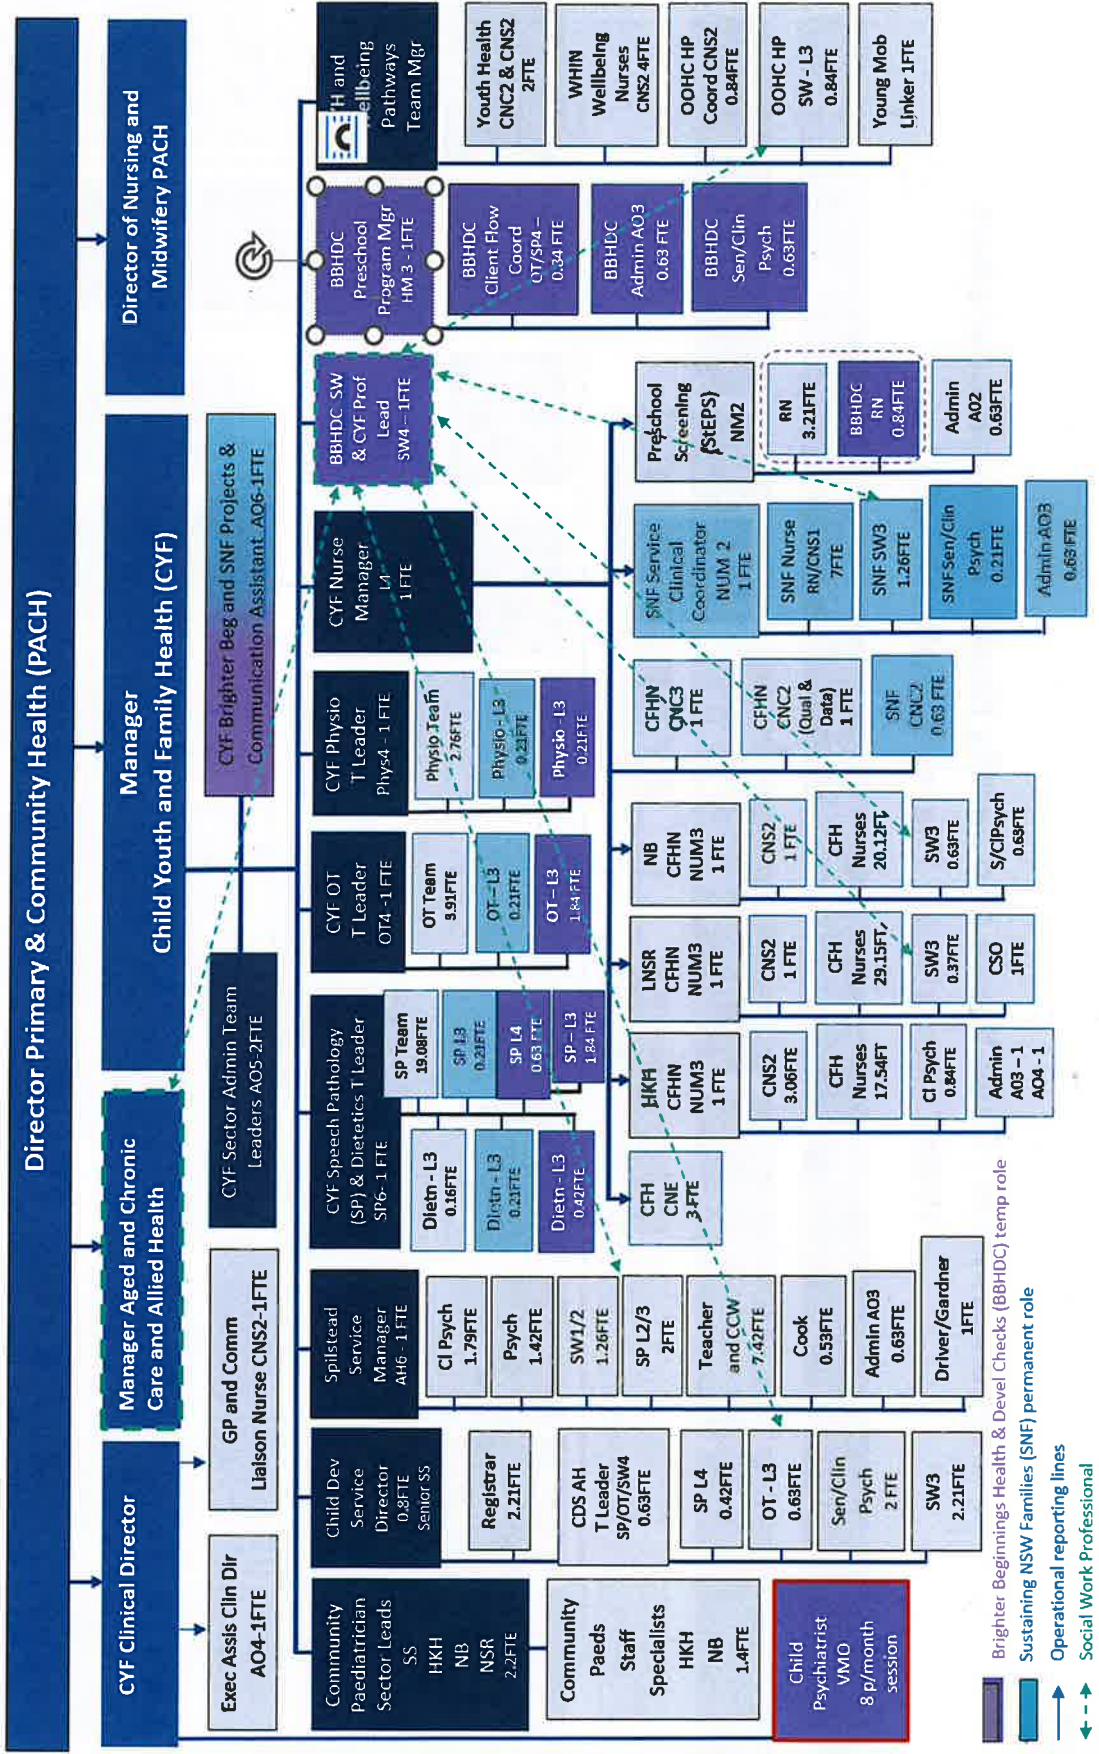 Director Primary & Community Health (PACH)
CYF Clinical Director
Manager Aged and Chronic
Care and Allied Health
Manager
Child Youth and Family Health (CYF)
Director of Nursing and
Midwifery PACH
Exec Assis Clin Dir
AO4-1FTE
GP and Comm
Liaison Nurse CNS2-1FTE
CYF Sector Admin Team
Leaders AO5-2FTE
CYF Brighter Beg and SNF Projects &
Communication Assistant AO6-1FTE
Community
Paediatrician
Sector Leads
SS
HKH
NB
NSR
2.2FTE
Community
Paeds
Staff
Specialists
HKH
NB
1.4FTE
Child
Psychiatrist
VMO
8 p/month
session
Child Dev
Service
Director
0.8FTE
Senior SS
Registrar
2.21FTE
CDS AH
T Leader
SP/OT/SW4
0.63FTE
SP L4
0.42FTE
OT - L3
0.63FTE
Sen/Clin
Psych
2 FTE
SW3
2.21FTE
Spilstead
Service
Manager
AH6 - 1 FTE
Cl Psych
1.79FTE
Psych
1.42FTE
SW1/2
1.26FTE
SP L2/3
2FTE
Teacher
and CCW
7.42FTE
Cook
0.53FTE
Admin AO3
0.63FTE
Driver/Gardner
1FTE
CYF Speech Pathology
(SP) & Dietetics T Leader
SP6- 1 FTE
Dietn - L3
0.16FTE
Dietn - L3
0.21FTE
Dietn - L3
0.42FTE
SP Team
19.08FTE
SP L3
0.21FTE
SP L4
0.63 FTE
SP – L3
1.84 FTE
CYF OT
T Leader
OT4 -1 FTE
OT Team
3.91FTE
OT – L3
0.21FTE
OT – L3
1.84 FTE
CYF Physio
T Leader
Phys4 - 1 FTE
Physio Team
2.76FTE
Physio - L3
0.21FTE
Physio - L3
0.21FTE
CYF Nurse
Manager
L4
1 FTE
BBHDC SW
& CYF Prof
Lead
SW4 – 1FTE
BBHDC
Preschool
Program Mgr
HM 3 - 1FTE
BBHDC
Client Flow
Coord
OT/SP4 –
0.34 FTE
BBHDC
Admin AO3
0.63 FTE
BBHDC
Sen/Clin
Psych
0.63FTE
YH and
Wellbeing
Pathways
Team Mgr
Youth Health
CNC2 & CNS2
2FTE
WHIN
Wellbeing
Nurses
CNS2 4FTE
OOHC HP
Coord CNS2
0.84FTE
OOHC HP
SW - L3
0.84FTE
Young Mob
Linker 1FTE
CFH
CNE
3 FTE
HKH
CFHN
NUM3
1 FTE
CNS2
3.06FTE
CFH
Nurses
17.54FT
Cl Psych
0.84FTE
Admin
A03 – 1
AO4 - 1
LNSR
CFHN
NUM3
1 FTE
CNS2
1 FTE
CFH
Nurses
29.15FT
SW3
0.37FTE
CSO
1FTE
NB
CFHN
NUM3
1 FTE
CNS2
1 FTE
CFH
Nurses
20.12FT
SW3
0.63FTE
S/ClPsych
0.68FTE
CFHN
CNC3
1 FTE
CFHN
CNC2
(Qual &
Data)
1 FTE
SNF
CNC2
0.63 FTE
SNF Service
Clinical
Coordinator
NUM 2
1 FTE
SNF Nurse
RN/CNS1
7FTE
SNF SW3
1.26FTE
SNF Sen/Clin
Psych
0.21FTE
Admin AO3
0.63 FTE
Preschool
Screening
(StEPS)
NM2
RN
3.21FTE
BBHDC
RN
0.84FTE
Admin
A02
0.63FTE
Brighter Beginnings Health & Devel Checks (BBHDC) temp role
Sustaining NSW Families (SNF) permanent role
Operational reporting lines
Social Work Professional